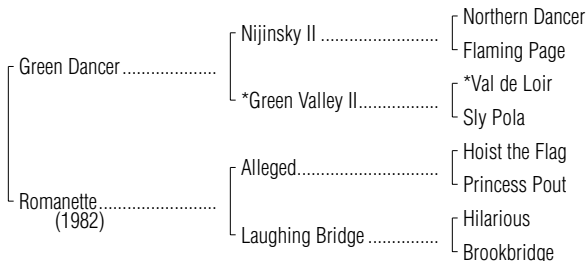 Northern Dancer
Nijinsky II ....................
Flaming Page
Green Dancer ....................
*Val de Loir
*Green Valley II.................
Sly Pola
Hoist the Flag
Alleged........................
Princess Pout
Romanette.........................
(1982)
Hilarious
Laughing Bridge ..............
Brookbridge